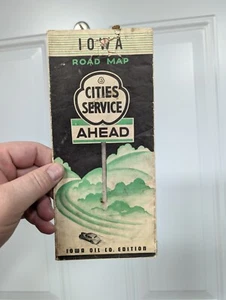 IOWA
ROAD MAP
CITIES
SERVICE
AHEAD
IOWA OIL CO. EDITION